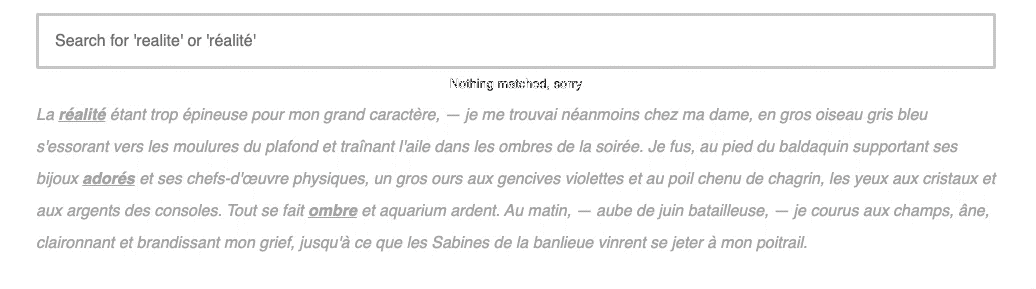 Search for 'realite' or 'réalité'
Nothing matched, sorry
La réalité étant trop épineuse pour mon grand caractère, — je me trouvai néanmoins chez ma dame, en gros oiseau gris bleu
s'essorant vers les moulures du plafond et traînant l'aile dans les ombres de la soirée. Je fus, au pied du baldaquin supportant ses
bijoux adorés et ses chefs-d'œuvre physiques, un gros ours aux gencives violettes et au poil chenu de chagrin, les yeux aux cristaux et
aux argents des consoles. Tout se fait ombre et aquarium ardent. Au matin, — aube de juin batailleuse, — je courus aux champs, âne,
claironnant et brandissant mon grief, jusqu'à ce que les Sabines de la banlieue vinrent se jeter à mon poitrail.